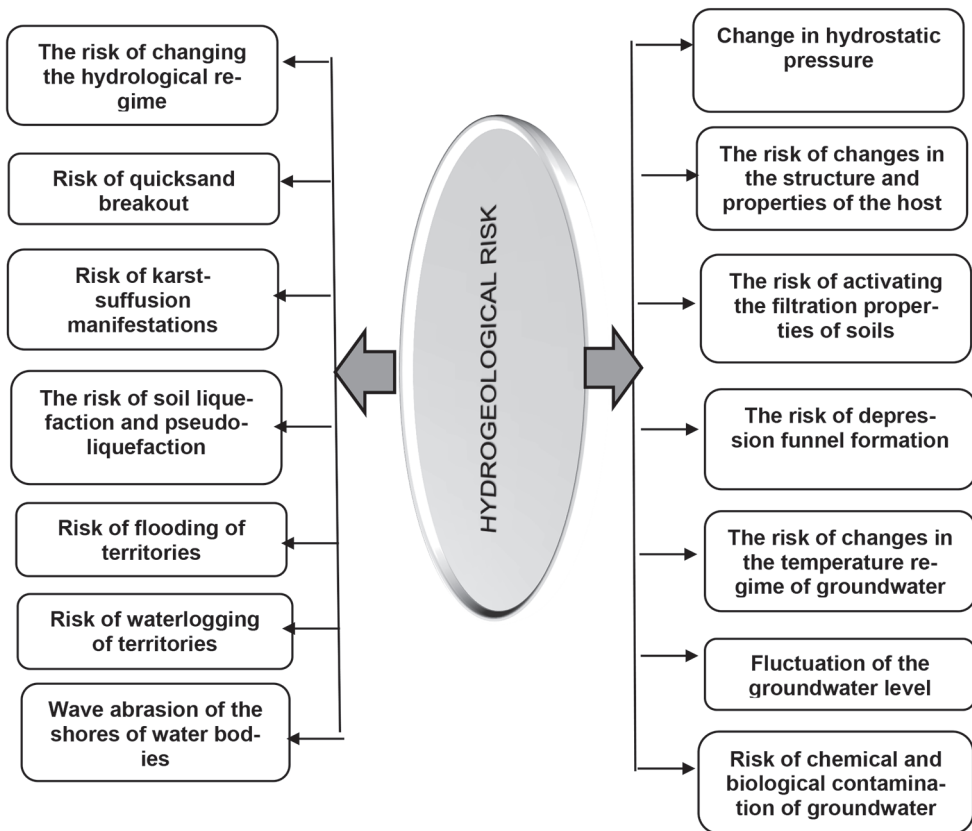 The risk of changing
the hydrological re-
gime
Risk of quicksand
breakout
Risk of karst-
suffusion
manifestations
The risk of soil lique-
faction and pseudo-
liquefaction
Risk of flooding of
territories
Risk of waterlogging
of territories
Wave abrasion of the
shores of water bod-
ies
HYDROGEOLOGICAL RISK
Change in hydrostatic
pressure
The risk of changes in
the structure and
properties of the host
The risk of activating
the filtration proper-
ties of soils
The risk of depres-
sion funnel formation
The risk of changes in
the temperature re-
gime of groundwater
Fluctuation of the
groundwater level
Risk of chemical and
biological contamina-
tion of groundwater